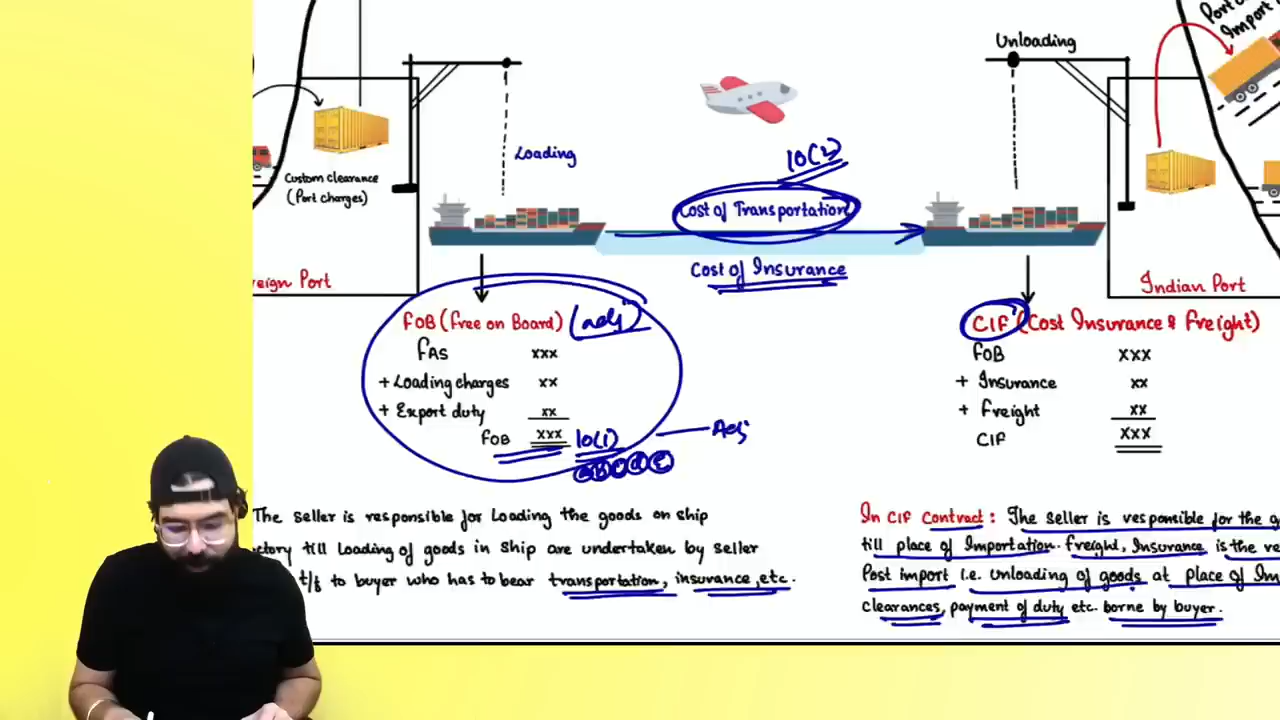 Unloading
Port
Import
10(2)
Loading
Custom clearance
(Port charges)
Cost of Transportation
Cost of Insurance
eign Port
Indian Port
FOB (Free on Board) (adj)
FAS xxx
+ Loading charges xx
+ Export duty xx
FOB xxx 10(1)
Adj
CIF (Cost Insurance & Freight)
FOB xxx
+ Insurance xx
+ Freight xx
CIF xxx
The seller is responsible for Loading the goods on ship
ctory till Loading of goods in ship are undertaken by seller
t/f to buyer who has to bear transportation, insurance, etc.
In CIF Contract: The seller is responsible for the g
till place of Importation. Freight, Insurance is the
Post import i.e. unloading of goods at place of Im
clearances, payment of duty etc. borne by buyer.